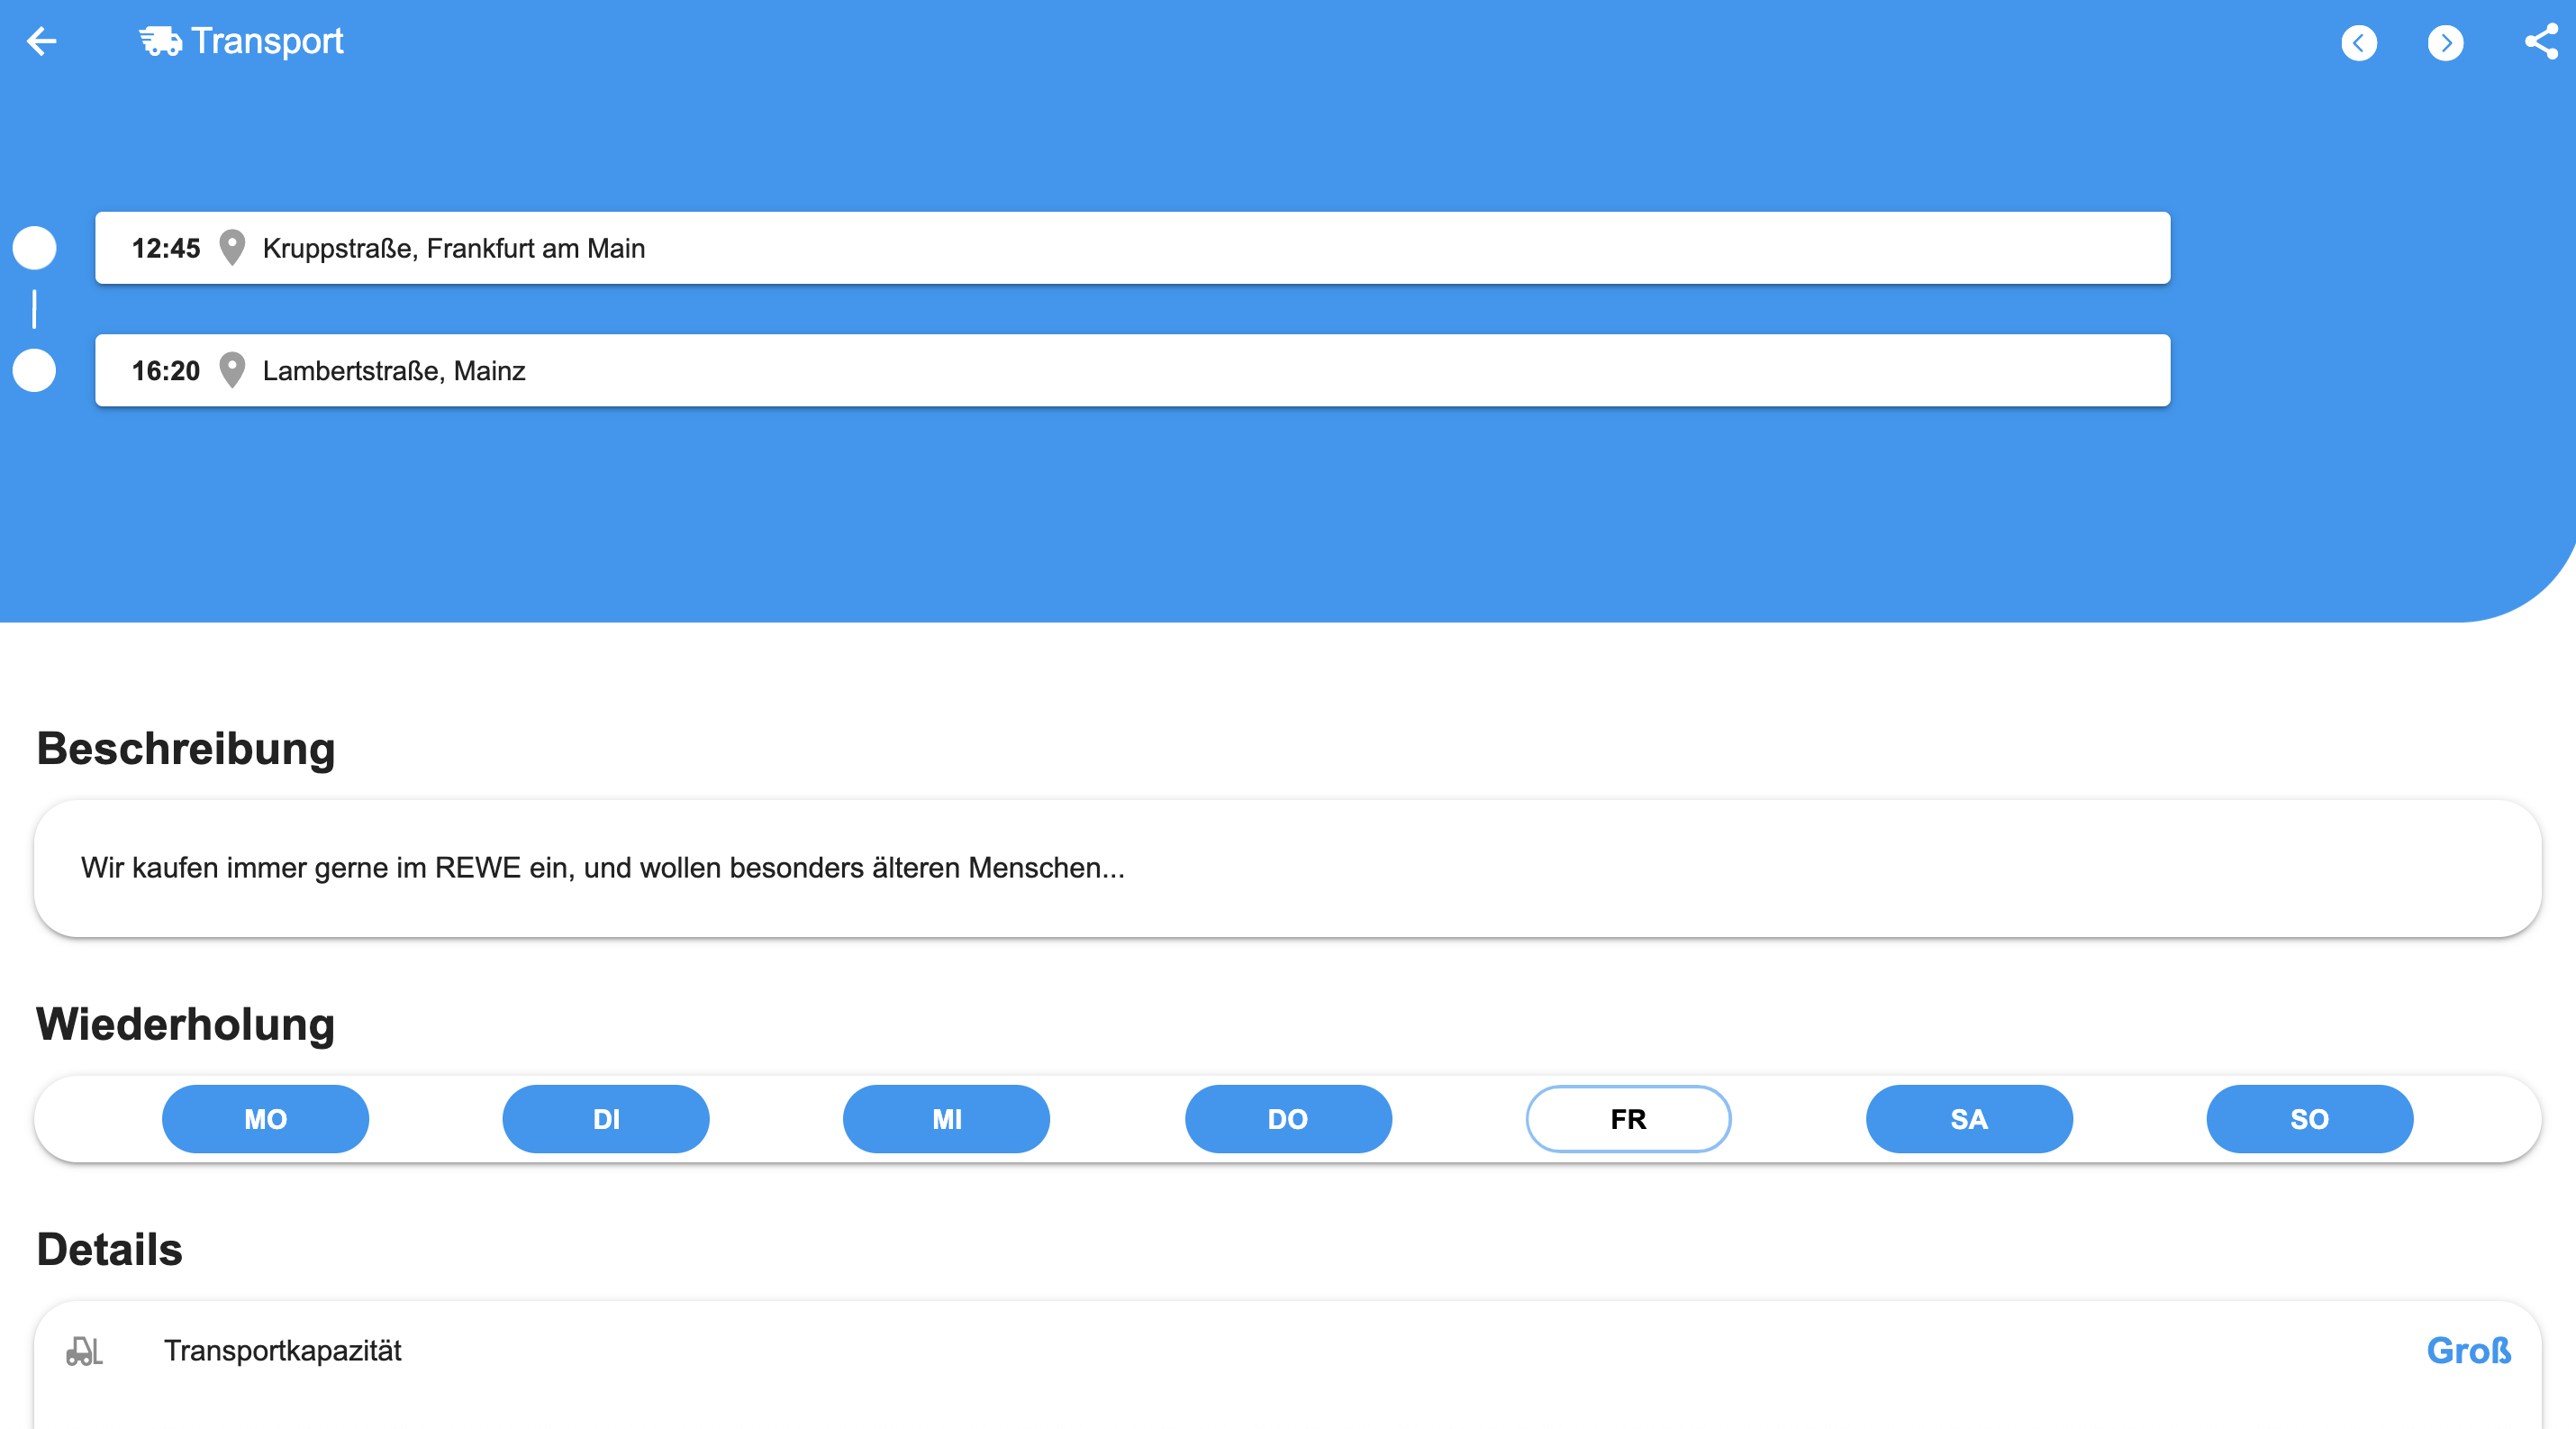 Transport
12:45 Kruppstraße, Frankfurt am Main
16:20 Lambertstraße, Mainz
Beschreibung
Wir kaufen immer gerne im REWE ein, und wollen besonders älteren Menschen...
Wiederholung
MO DI MI DO FR SA SO
Details
Transportkapazität Groß